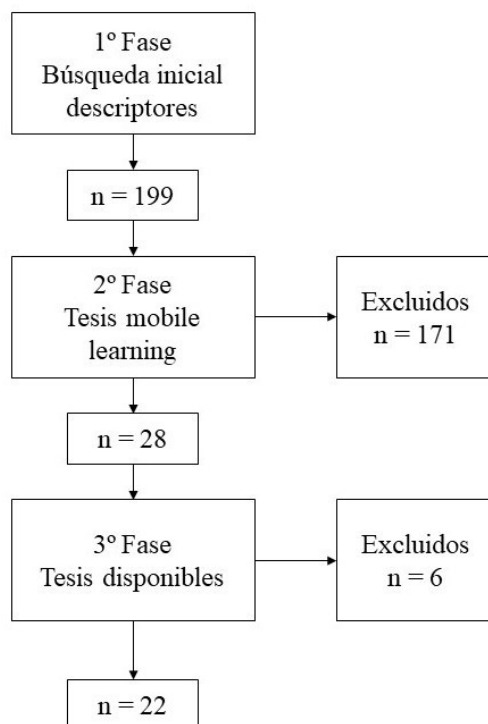 1º Fase
Búsqueda inicial
descriptores
n = 199
2º Fase
Tesis mobile
learning
Excluidos
n = 171
n = 28
3º Fase
Tesis disponibles
Excluidos
n = 6
n = 22